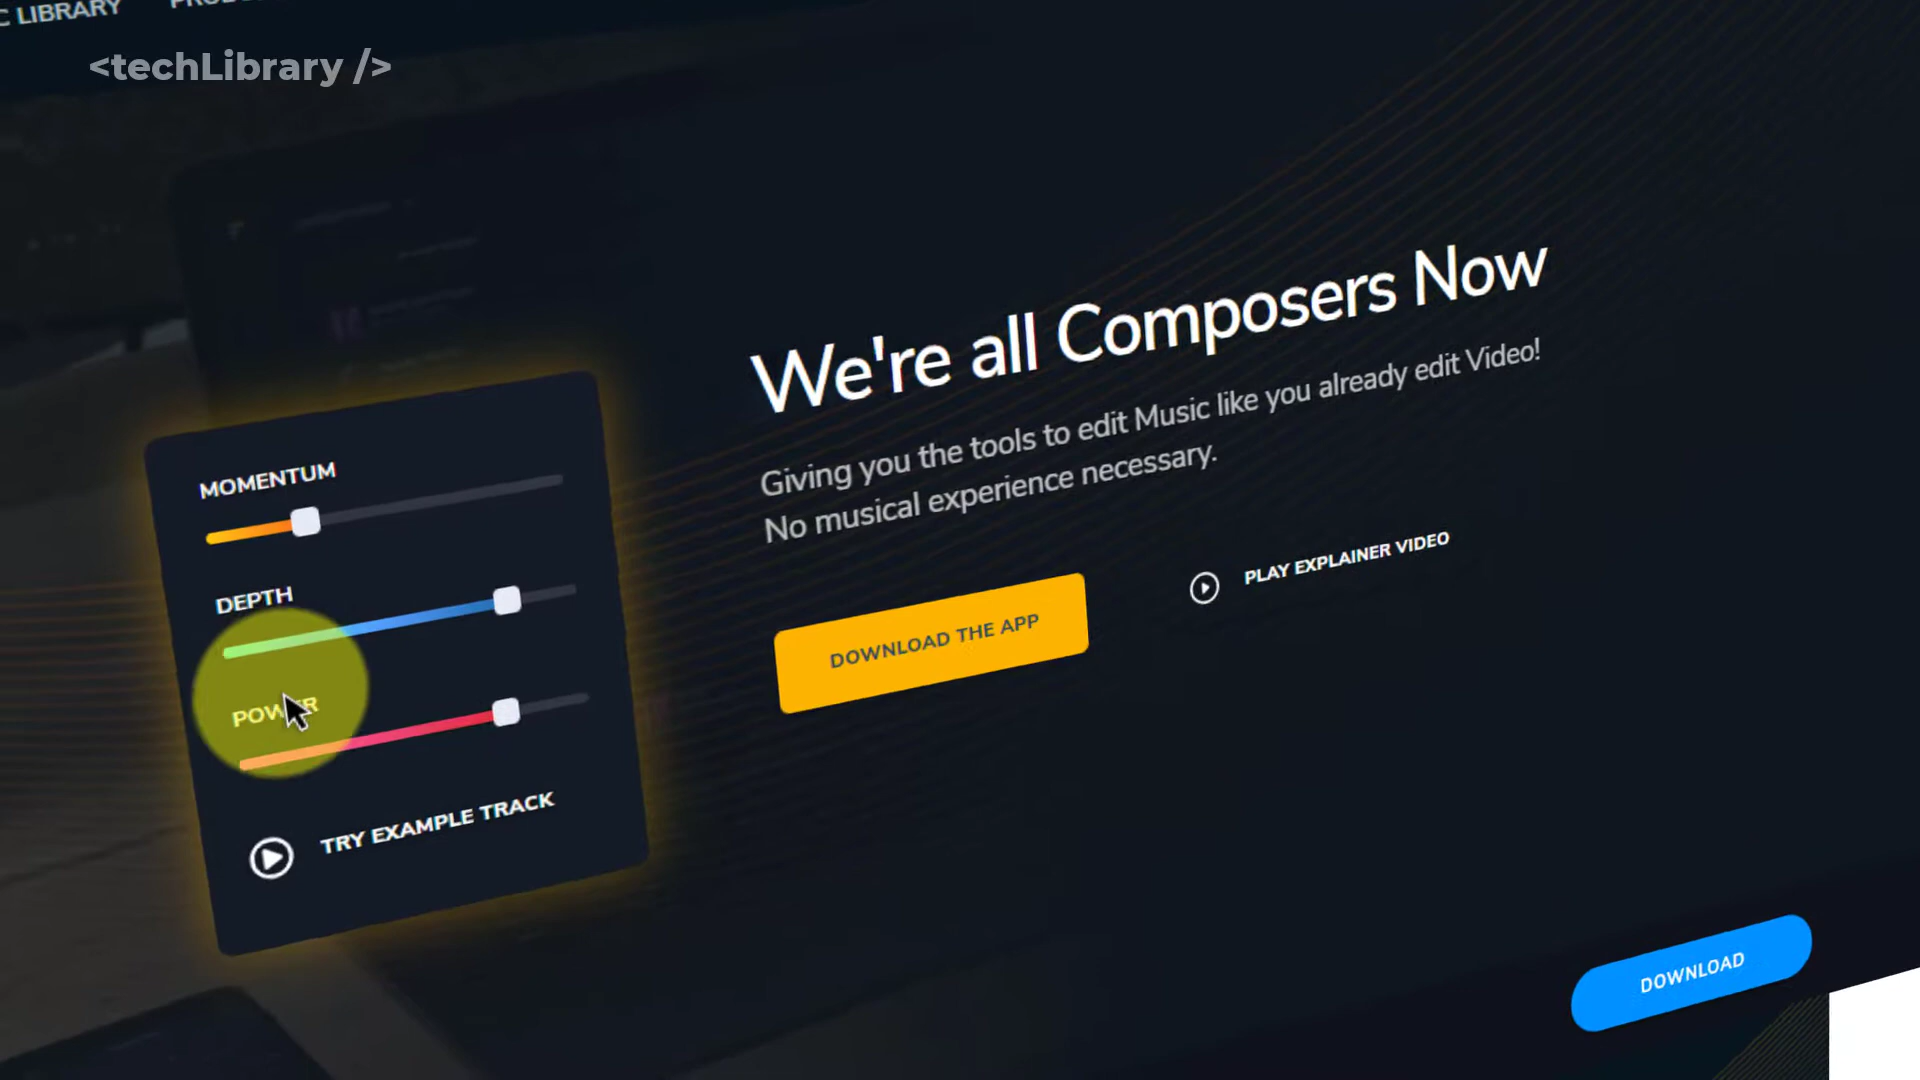 C LIBRARY
<techLibrary />
We're all Composers Now
Giving you the tools to edit Music like you already edit Video!
No musical experience necessary.
MOMENTUM
DEPTH
POWER
TRY EXAMPLE TRACK
DOWNLOAD THE APP
PLAY EXPLAINER VIDEO
DOWNLOAD